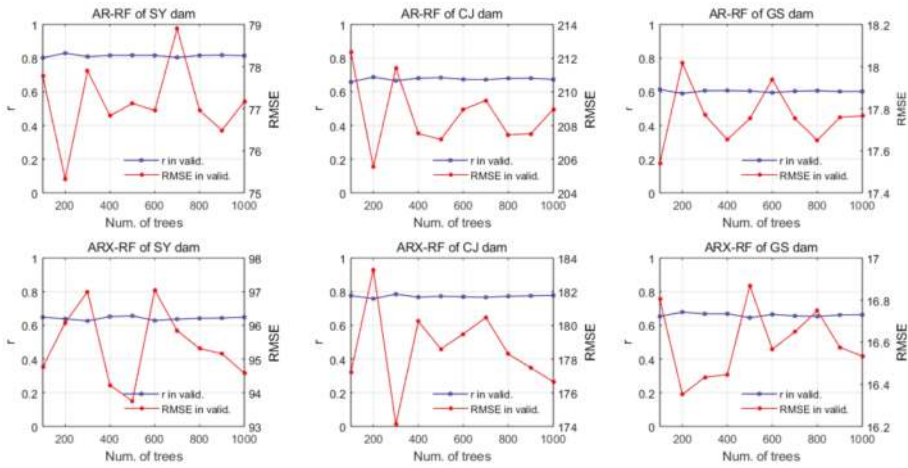 AR-RF of SY dam
1
0.8
0.6
0.4
0.2
0
r
79
78
77
76
75
RMSE
r in valid.
RMSE in valid.
200 400 600 800 1000
Num. of trees
AR-RF of CJ dam
1
0.8
0.6
0.4
0.2
0
r
214
212
210
208
206
204
RMSE
r in valid.
RMSE in valid.
200 400 600 800 1000
Num. of trees
AR-RF of GS dam
1
0.8
0.6
0.4
0.2
0
r
18.2
18
17.8
17.6
17.4
RMSE
r in valid.
RMSE in valid.
200 400 600 800 1000
Num. of trees
ARX-RF of SY dam
1
0.8
0.6
0.4
0.2
0
r
98
97
96
95
94
93
RMSE
r in valid.
RMSE in valid.
200 400 600 800 1000
Num. of trees
ARX-RF of CJ dam
1
0.8
0.6
0.4
0.2
0
r
184
182
180
178
176
174
RMSE
r in valid.
RMSE in valid.
200 400 600 800 1000
Num. of trees
ARX-RF of GS dam
1
0.8
0.6
0.4
0.2
0
r
17
16.8
16.6
16.4
16.2
RMSE
r in valid.
RMSE in valid.
200 400 600 800 1000
Num. of trees